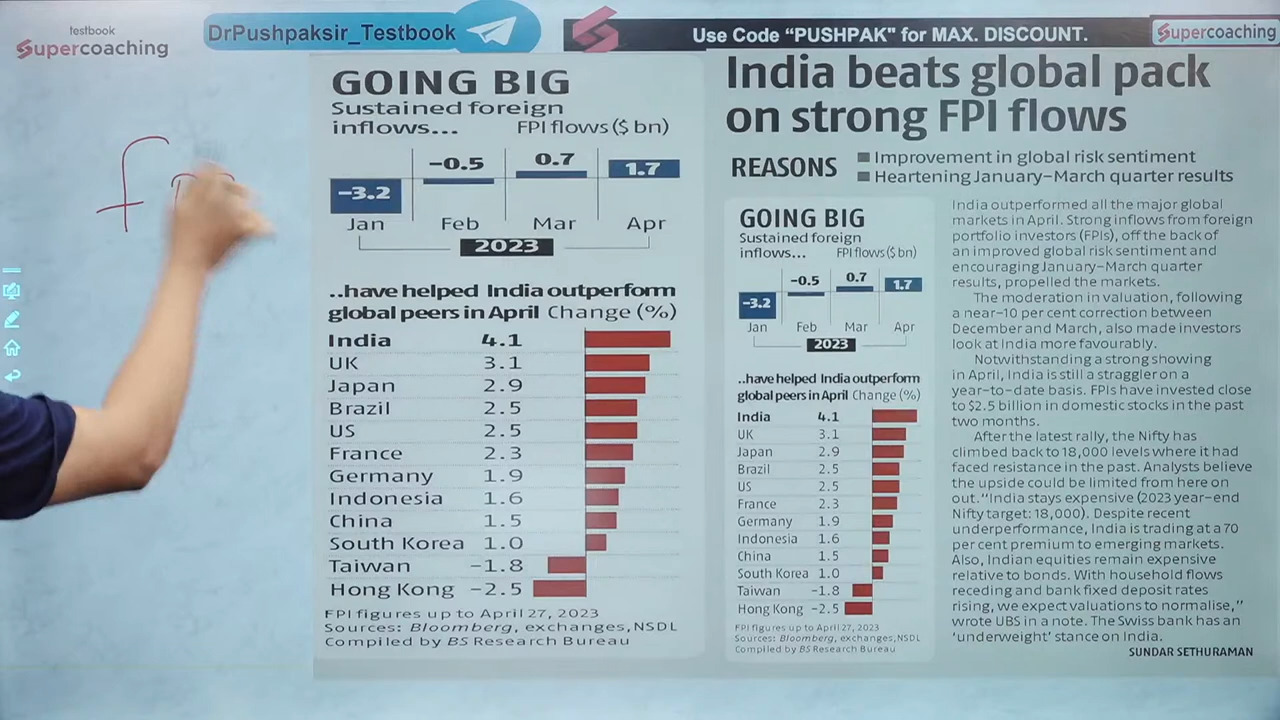 testbook
Supercoaching
DrPushpaksir_Testbook
Use Code “PUSHPAK" for MAX. DISCOUNT.
Supercoaching
GOING BIG
Sustained foreign
inflows... FPI flows ($ bn)
-3.2 -0.5 0.7 1.7
Jan Feb Mar Apr
2023
..have helped India outperform
global peers in April Change (%)
India 4.1
UK 3.1
Japan 2.9
Brazil 2.5
US 2.5
France 2.3
Germany 1.9
Indonesia 1.6
China 1.5
South Korea 1.0
Taiwan -1.8
Hong Kong -2.5
FPI figures up to April 27, 2023
Sources: Bloomberg, exchanges, NSDL
Compiled by BS Research Bureau
India beats global pack
on strong FPI flows
REASONS
Improvement in global risk sentiment
Heartening January-March quarter results
GOING BIG
Sustained foreign
inflows... FPI flows ($ bn)
-3.2 -0.5 0.7 1.7
Jan Feb Mar Apr
2023
..have helped India outperform
global peers in April Change (%)
India 4.1
UK 3.1
Japan 2.9
Brazil 2.5
US 2.5
France 2.3
Germany 1.9
Indonesia 1.6
China 1.5
South Korea 1.0
Taiwan -1.8
Hong Kong -2.5
FPI figures up to April 27, 2023
Sources: Bloomberg, exchanges, NSDL
Compiled by BS Research Bureau
India outperformed all the major global
markets in April. Strong inflows from foreign
portfolio investors (FPIs), off the back of
an improved global risk sentiment and
encouraging January-March quarter
results, propelled the markets.
The moderation in valuation, following
a near-10 per cent correction between
December and March, also made investors
look at India more favourably.
Notwithstanding a strong showing
in April, India is still a straggler on a
year-to-date basis. FPIs have invested close
to $2.5 billion in domestic stocks in the past
two months.
After the latest rally, the Nifty has
climbed back to 18,000 levels where it had
faced resistance in the past. Analysts believe
the upside could be limited from here on
out. “India stays expensive (2023 year-end
Nifty target: 18,000). Despite recent
underperformance, India is trading at a 70
per cent premium to emerging markets.
Also, Indian equities remain expensive
relative to bonds. With household flows
receding and bank fixed deposit rates
rising, we expect valuations to normalise,”
wrote UBS in a note. The Swiss bank has an
‘underweight’ stance on India.
SUNDAR SETHURAMAN